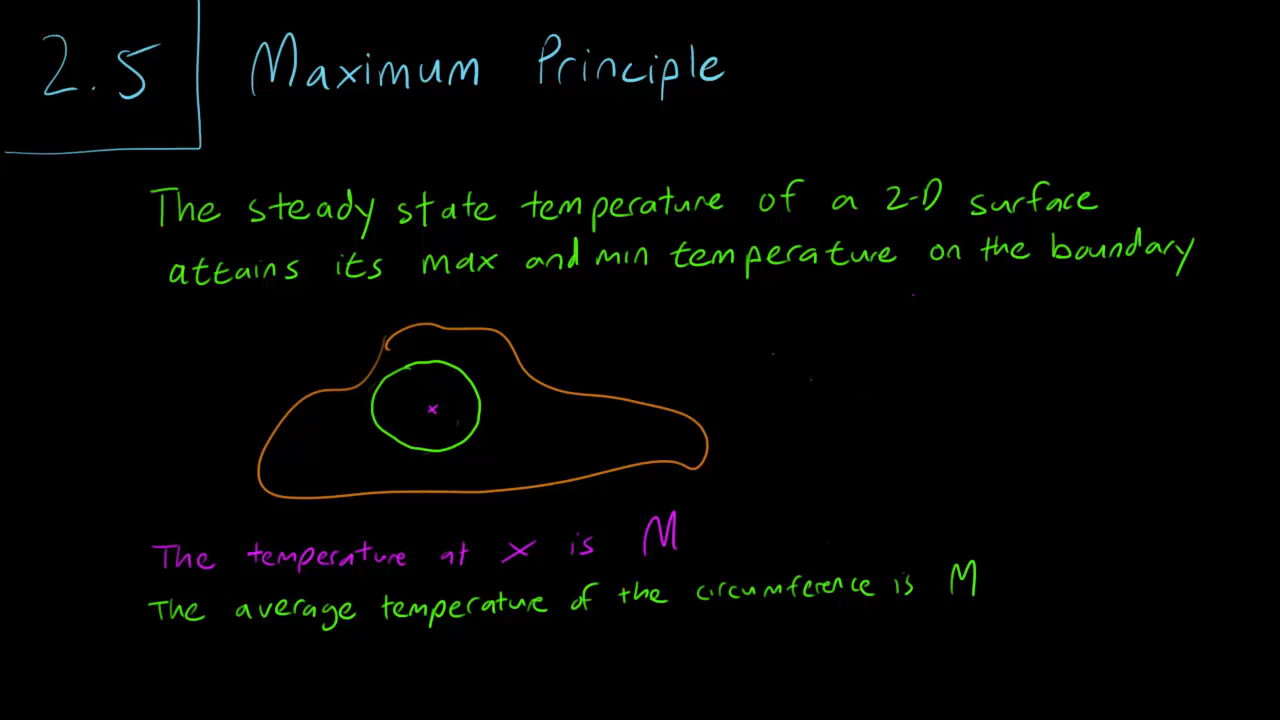 2.5 Maximum Principle
The steady state temperature of a 2-D surface
attains its max and min temperature on the boundary
x
The temperature at x is M
The average temperature of the circumference is M